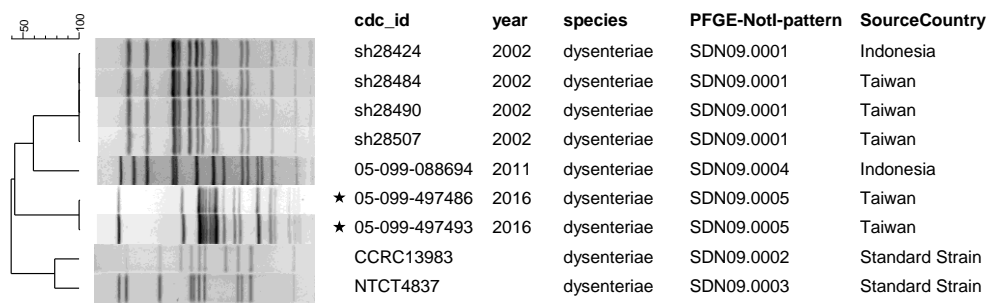 50 100
cdc_id year species PFGE-NotI-pattern SourceCountry
sh28424 2002 dysenteriae SDN09.0001 Indonesia
sh28484 2002 dysenteriae SDN09.0001 Taiwan
sh28490 2002 dysenteriae SDN09.0001 Taiwan
sh28507 2002 dysenteriae SDN09.0001 Taiwan
05-099-088694 2011 dysenteriae SDN09.0004 Indonesia
★ 05-099-497486 2016 dysenteriae SDN09.0005 Taiwan
★ 05-099-497493 2016 dysenteriae SDN09.0005 Taiwan
CCRC13983 dysenteriae SDN09.0002 Standard Strain
NTCT4837 dysenteriae SDN09.0003 Standard Strain